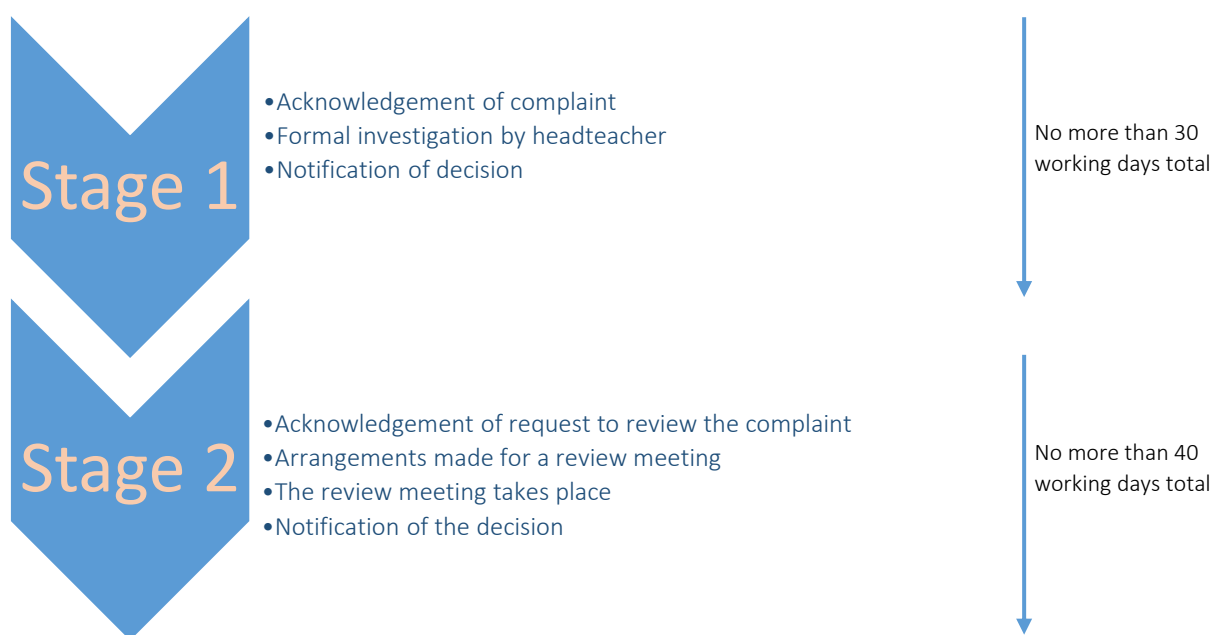 Stage 1
•Acknowledgement of complaint
•Formal investigation by headteacher
•Notification of decision
No more than 30
working days total
Stage 2
•Acknowledgement of request to review the complaint
•Arrangements made for a review meeting
•The review meeting takes place
•Notification of the decision
No more than 40
working days total